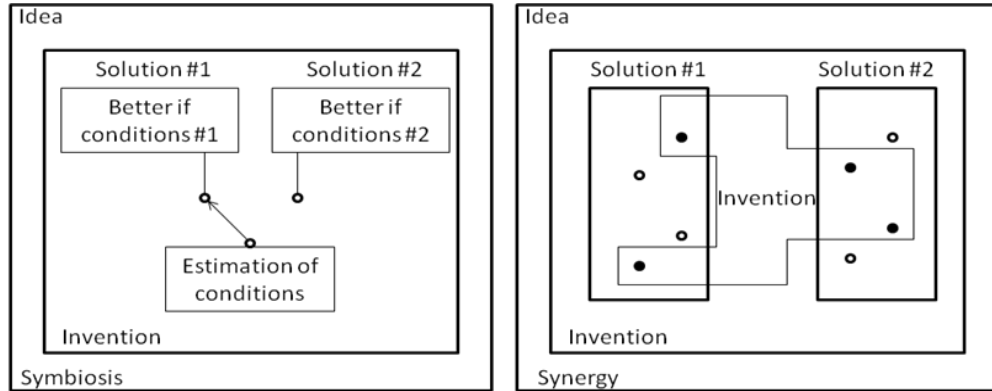 Idea
Solution #1
Solution #2
Better if
conditions #1
Better if
conditions #2
Estimation of
conditions
Invention
Symbiosis
Idea
Solution #1
Solution #2
Invention
Invention
Synergy